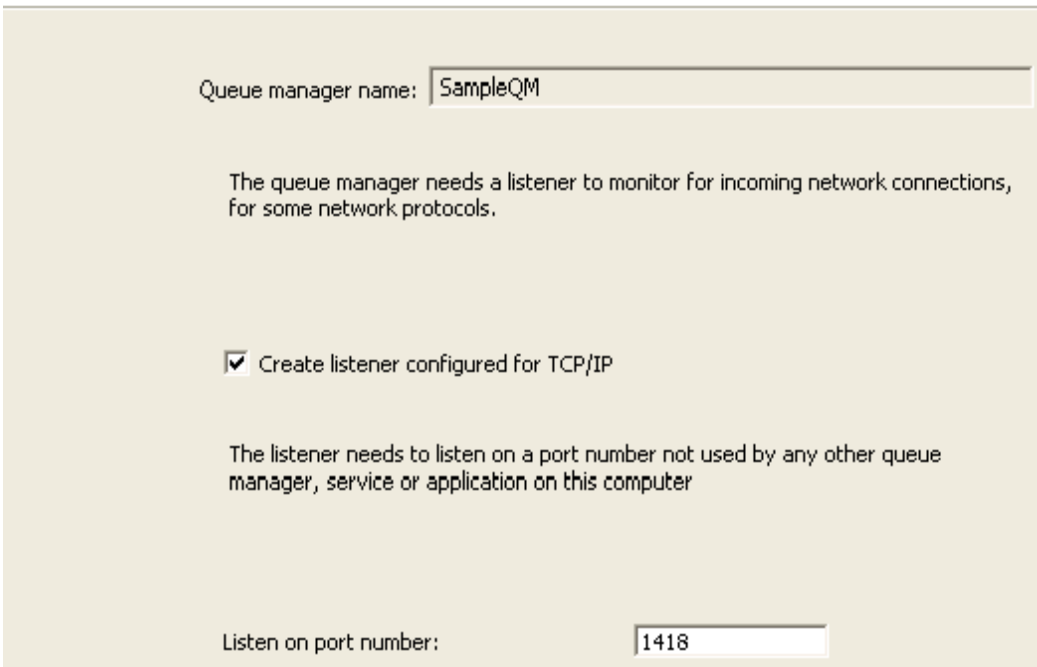 Queue manager name: SampleQM
The queue manager needs a listener to monitor for incoming network connections,
for some network protocols.
Create listener configured for TCP/IP
The listener needs to listen on a port number not used by any other queue
manager, service or application on this computer
Listen on port number: 1418